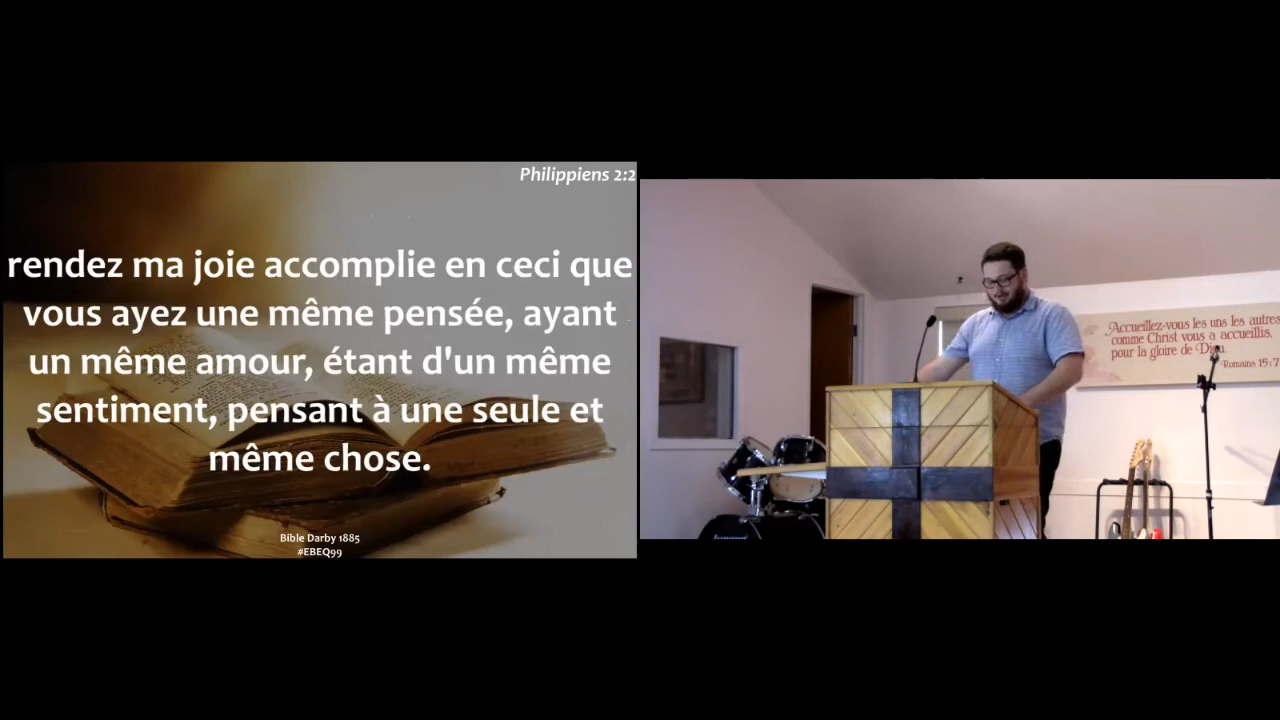 Philippiens 2:2
rendez ma joie accomplie en ceci que
vous ayez une même pensée, ayant
un même amour, étant d'un même
sentiment, pensant à une seule et
même chose.
Bible Darby 1885
#EBEQ99
Accueillez-vous les uns les autres
comme Christ vous a accueillis,
pour la gloire de Dieu.
Romains 15:7